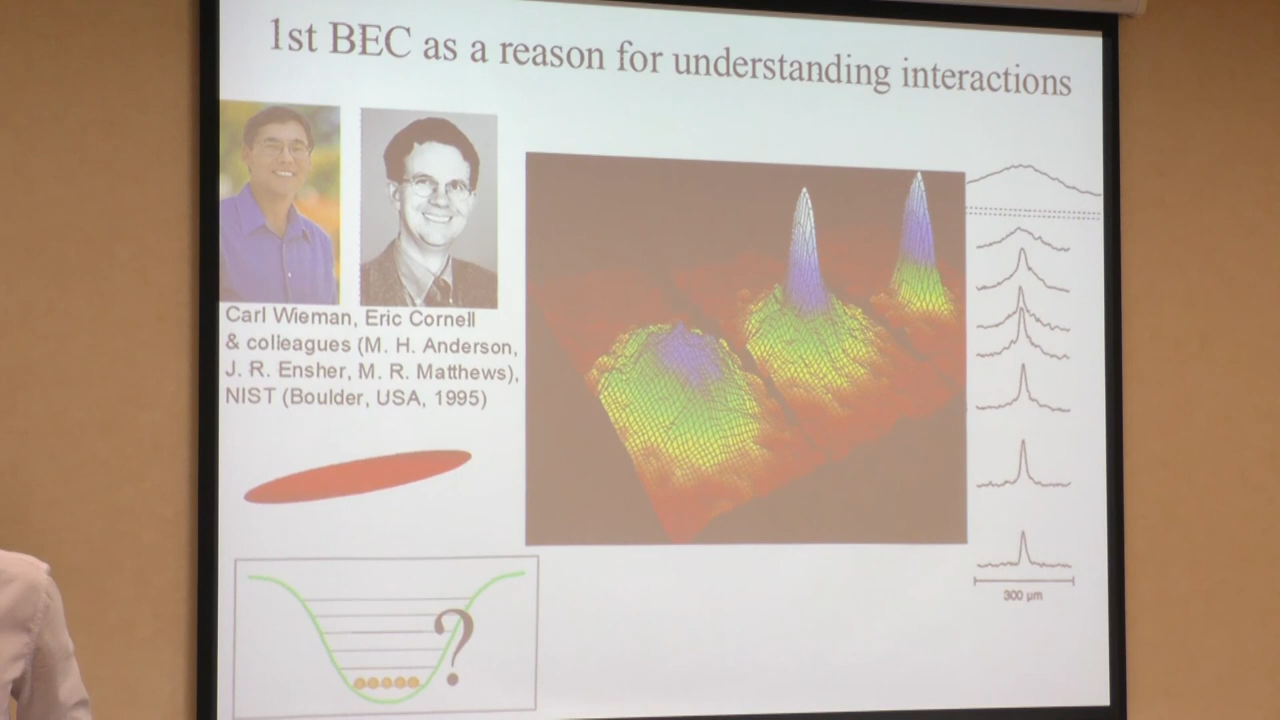 1st BEC as a reason for understanding interactions
Carl Wieman, Eric Cornell
& colleagues (M. H. Anderson,
J. R. Ensher, M. R. Matthews),
NIST (Boulder, USA, 1995)
?
300 µm